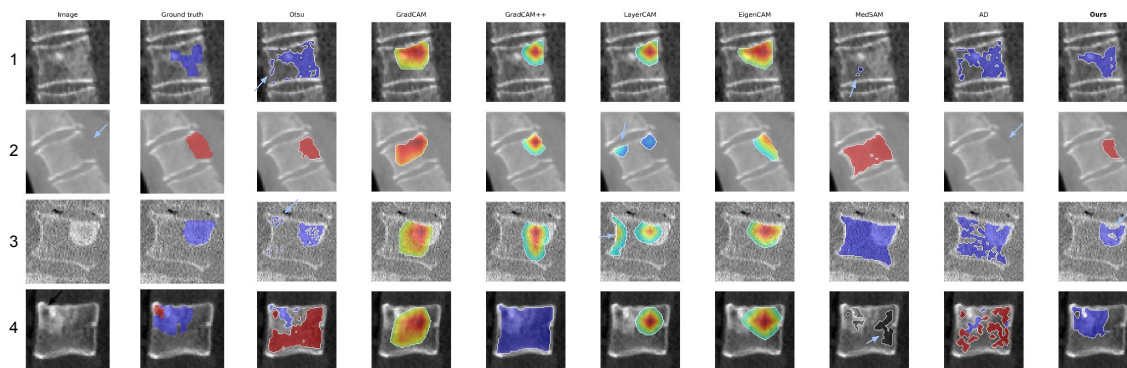 Image Ground truth Otsu GradCAM GradCAM++ LayerCAM EigenCAM MedSAM AD Ours
1
2
3
4